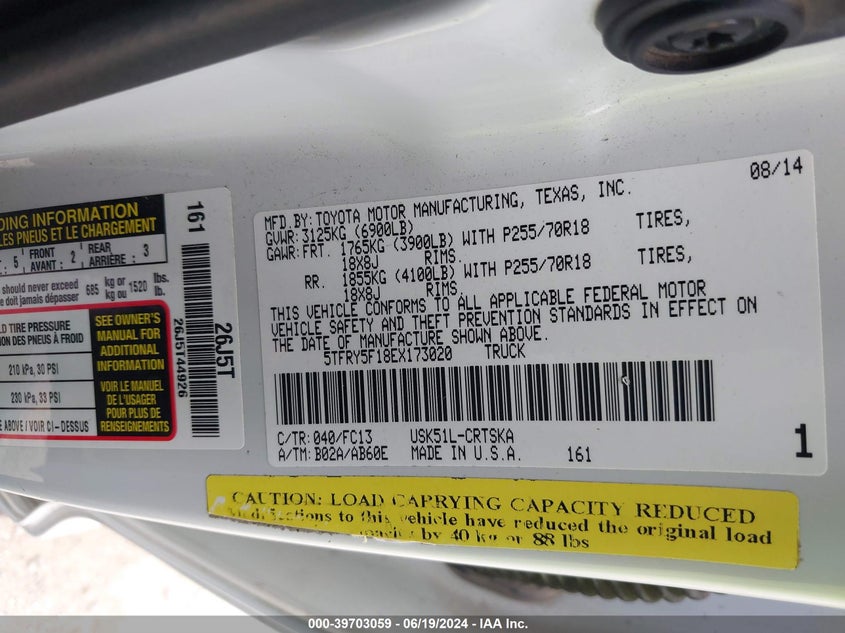 DING INFORMATION
LES PNEUS ET LE CHARGEMENT
: 5 FRONT AVANT : 2 REAR ARRIÈRE : 3
should never exceed 685 kg or 1520 lbs.
e doit jamais dépasser kg ou lb.
D TIRE PRESSURE
ION DES PNEUS À FROID
210 kPa, 30 PSI
230 kPa, 33 PSI
E ABOVE / VOIR CI-DESSUS
SEE OWNER'S
MANUAL FOR
ADDITIONAL
INFORMATION
VOIR LE MANUEL
DE L'USAGER
POUR PLUS DE
RENSEIGNEMENTS
161
26J5T
26J5T44926
08/14
MFD.BY:TOYOTA MOTOR MANUFACTURING, TEXAS, INC.
GVWR: 3125KG (6900LB)
GAWR:FRT. 1765KG (3900LB) WITH P255/70R18 TIRES,
18X8J RIMS.
RR. 1855KG (4100LB) WITH P255/70R18 TIRES,
18X8J RIMS.
THIS VEHICLE CONFORMS TO ALL APPLICABLE FEDERAL MOTOR
VEHICLE SAFETY AND THEFT PREVENTION STANDARDS IN EFFECT ON
THE DATE OF MANUFACTURE SHOWN ABOVE.
5TFRY5F18EX173020 TRUCK
C/TR: 040/FC13 USK51L-CRTSKA
A/TM: B02A/AB60E MADE IN U.S.A. 161
1
CAUTION: LOAD CARRYING CAPACITY REDUCED
Modifications to this vehicle have reduced the original load
capacity by 40 kg or 88 lbs
000-39703059 - 06/19/2024 - IAA Inc.